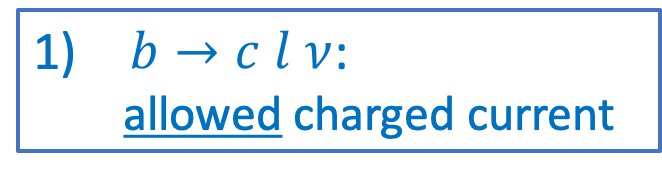 1) b → c l ν:
allowed charged current